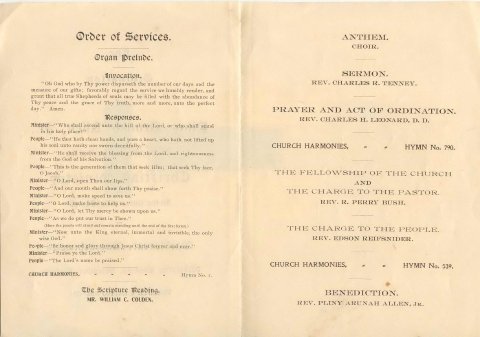 Order of Services.
Organ Prelude.
Invocation.
"Oh God who by Thy power dispenseth the number of our days and the
measure of our gifts; favorably regard the service we humbly render, and
grant that all true Shepherds of souls may be filled with the abundance of
Thy peace and the grace of Thy truth, more and more, unto the perfect
day." Amen.
Responses.
Minister—"Who shall ascend unto the hill of the Lord, or who shall stand
in his holy place?"
People—"He that hath clean hands, and pure a heart, who hath not lifted up
his soul unto vanity nor sworn deceitfully."
Minister—"He shall receive the blessing from the Lord, and righteousness
from the God of his Salvation."
People—"This is the generation of them that seek Him; that seek Thy face,
O Jacob."
Minister—"O Lord, open Thou our lips."
People—"And our mouth shall show forth Thy praise."
Minister—"O Lord, make speed to save us."
People—"O Lord, make haste to help us."
Minister—"O Lord, let Thy mercy be shown upon us."
People—"As we do put our trust in Thee."
Minister—"Now unto the King eternal, immortal and invisible, the only
wise God."
People—"Be honor and glory through Jesus Christ forever and ever."
Minister—"Praise ye the Lord."
People—"The Lord's name be praised."
CHURCH HARMONIES, - - Hymn No. 1.
The Scripture Reading.
MR. WILLIAM C. COLDEN.
ANTHEM.
CHOIR.
SERMON.
REV. CHARLES R. TENNEY.
PRAYER AND ACT OF ORDINATION.
REV. CHARLES H. LEONARD, D. D.
CHURCH HARMONIES, - - HYMN No. 790.
THE FELLOWSHIP OF THE CHURCH
AND
THE CHARGE TO THE PASTOR.
REV. R. PERRY BUSH.
THE CHARGE TO THE PEOPLE.
REV. EDSON REIFSNIDER.
CHURCH HARMONIES, - - HYMN No. 539.
BENEDICTION.
REV. PLINY ARUNAH ALLEN, JR.